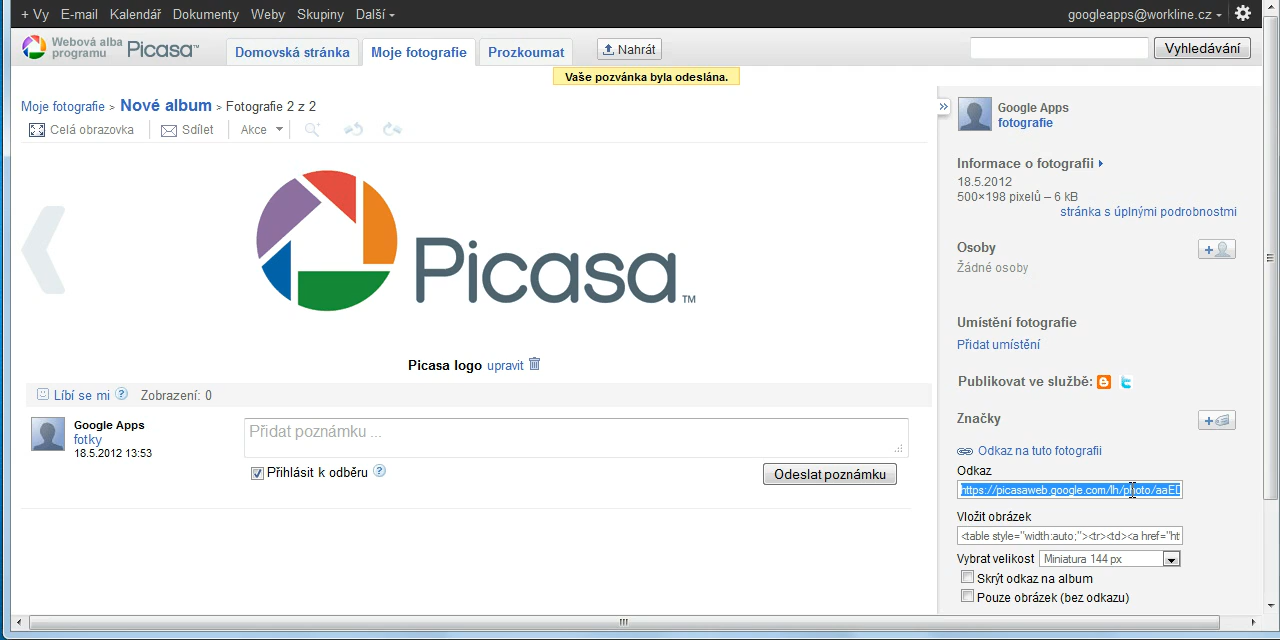 + Vy E-mail Kalendář Dokumenty Weby Skupiny Další googleapps@workline.cz
Webová alba programu Picasa™ Domovská stránka Moje fotografie Prozkoumat Nahrát Vyhledávání
Vaše pozvánka byla odeslána.
Moje fotografie > Nové album > Fotografie 2 z 2
Celá obrazovka Sdílet Akce
Picasa™
Picasa logo upravit
Líbí se mi ? Zobrazení: 0
Google Apps
fotky
18.5.2012 13:53
Přidat poznámku ...
Přihlásit k odběru ?
Odeslat poznámku
Google Apps
fotografie
Informace o fotografii
18.5.2012
500×198 pixelů – 6 kB
stránka s úplnými podrobnostmi
Osoby
Žádné osoby
Umístění fotografie
Přidat umístění
Publikovat ve službě:
Značky
Odkaz na tuto fotografii
Odkaz
https://picasaweb.google.com/lh/photo/aaED
Vložit obrázek
<table style="width:auto;"><tr><td><a href="ht
Vybrat velikost Miniatura 144 px
Skrýt odkaz na album
Pouze obrázek (bez odkazu)